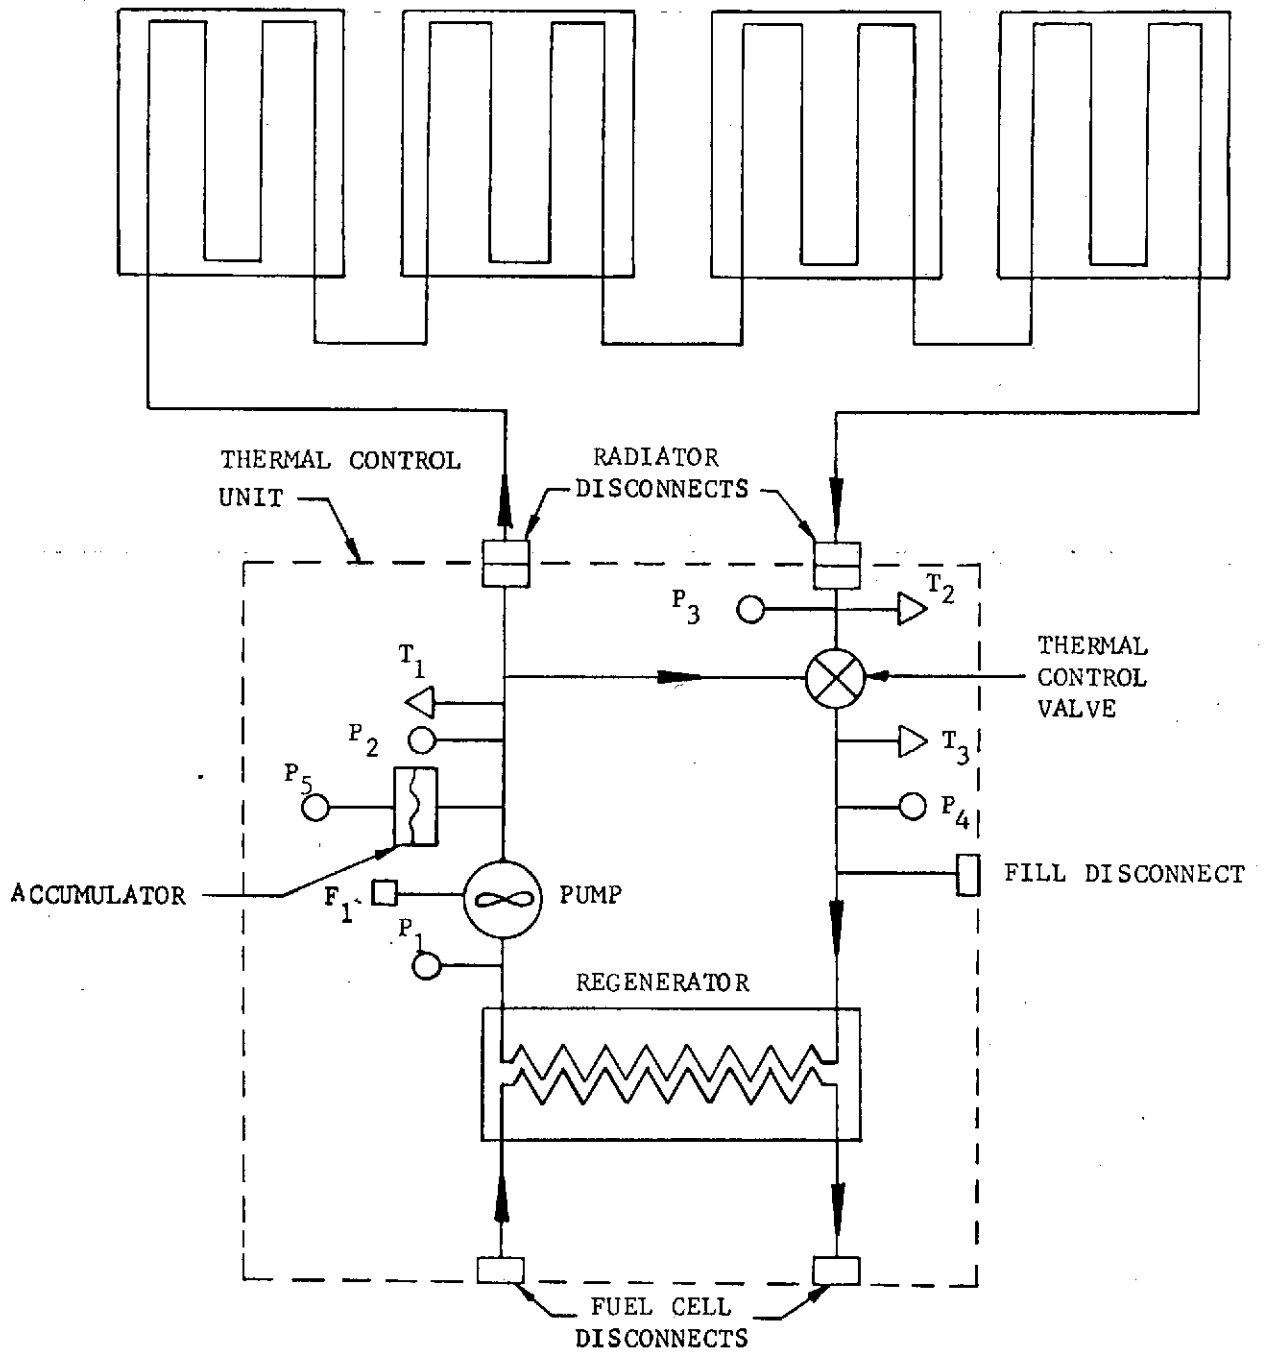 THERMAL CONTROL
UNIT
RADIATOR
DISCONNECTS
P3
T2
T1
THERMAL
CONTROL
VALVE
P2
T3
P5
P4
ACCUMULATOR
F1
PUMP
FILL DISCONNECT
P1
REGENERATOR
FUEL CELL
DISCONNECTS